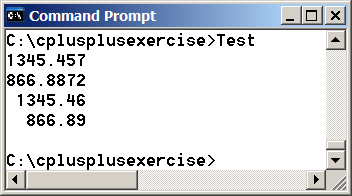 Command Prompt
C:\cplusplusexercise>Test
1345.457
866.8872
1345.46
866.89
C:\cplusplusexercise>